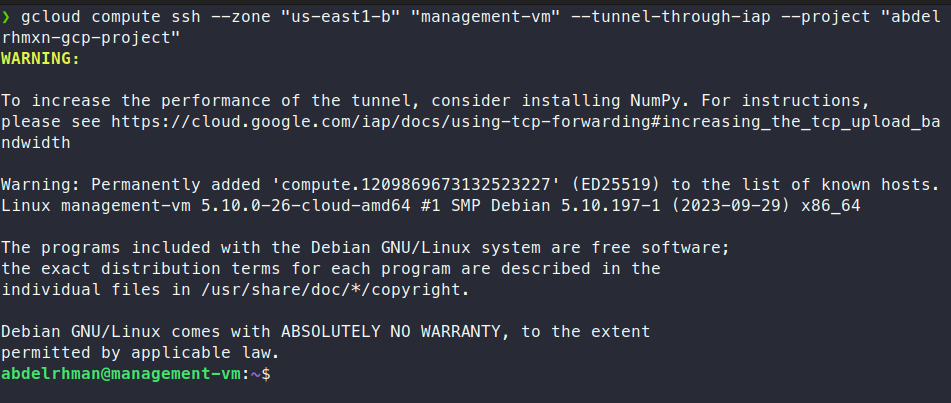 ❯ gcloud compute ssh --zone "us-east1-b" "management-vm" --tunnel-through-iap --project "abdel
rhmxn-gcp-project"
WARNING:
To increase the performance of the tunnel, consider installing NumPy. For instructions,
please see https://cloud.google.com/iap/docs/using-tcp-forwarding#increasing_the_tcp_upload_ba
ndwidth
Warning: Permanently added 'compute.1209869673132523227' (ED25519) to the list of known hosts.
Linux management-vm 5.10.0-26-cloud-amd64 #1 SMP Debian 5.10.197-1 (2023-09-29) x86_64
The programs included with the Debian GNU/Linux system are free software;
the exact distribution terms for each program are described in the
individual files in /usr/share/doc/*/copyright.
Debian GNU/Linux comes with ABSOLUTELY NO WARRANTY, to the extent
permitted by applicable law.
abdelrhman@management-vm:~$